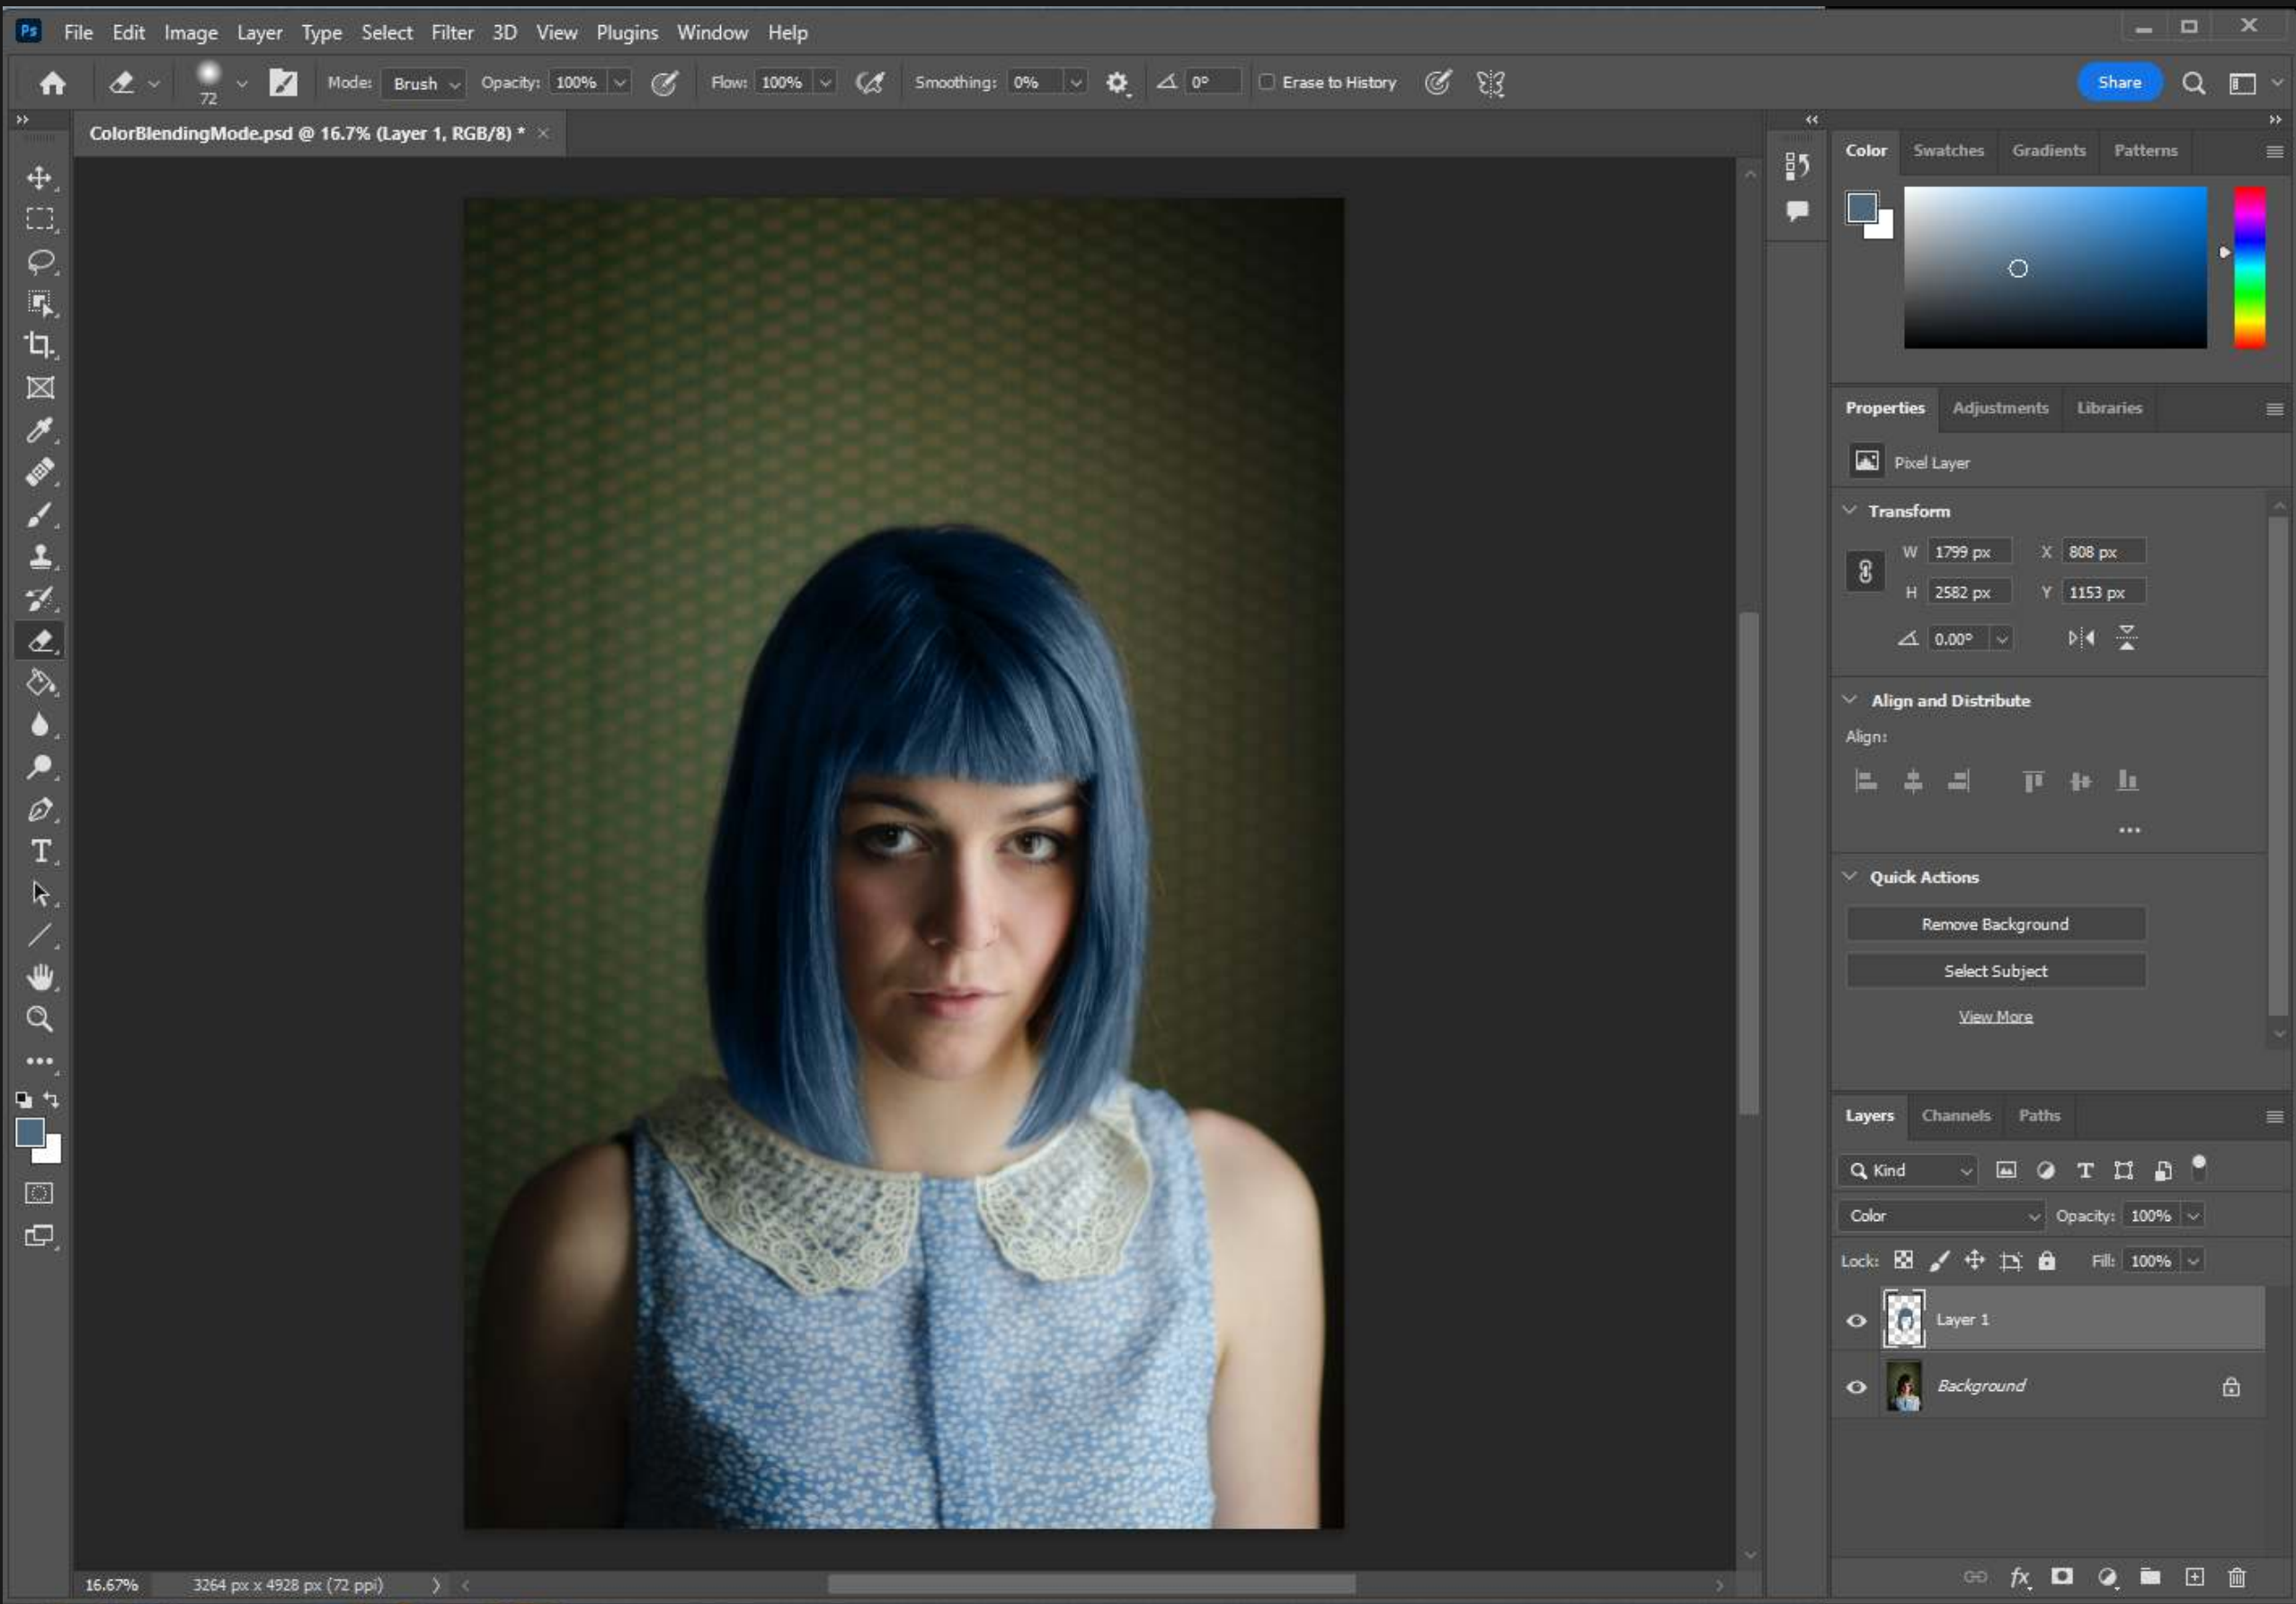 Ps File Edit Image Layer Type Select Filter 3D View Plugins Window Help
72 Mode: Brush Opacity: 100% Flow: 100% Smoothing: 0% 0° Erase to History Share
ColorBlendingMode.psd @ 16.7% (Layer 1, RGB/8) *
Color Swatches Gradients Patterns
Properties Adjustments Libraries
Pixel Layer
Transform
W 1799 px X 808 px
H 2582 px Y 1153 px
0.00°
Align and Distribute
Align:
Quick Actions
Remove Background
Select Subject
View More
Layers Channels Paths
Kind
Color Opacity: 100%
Lock: Fill: 100%
Layer 1
Background
fx
16.67% 3264 px x 4928 px (72 ppi)